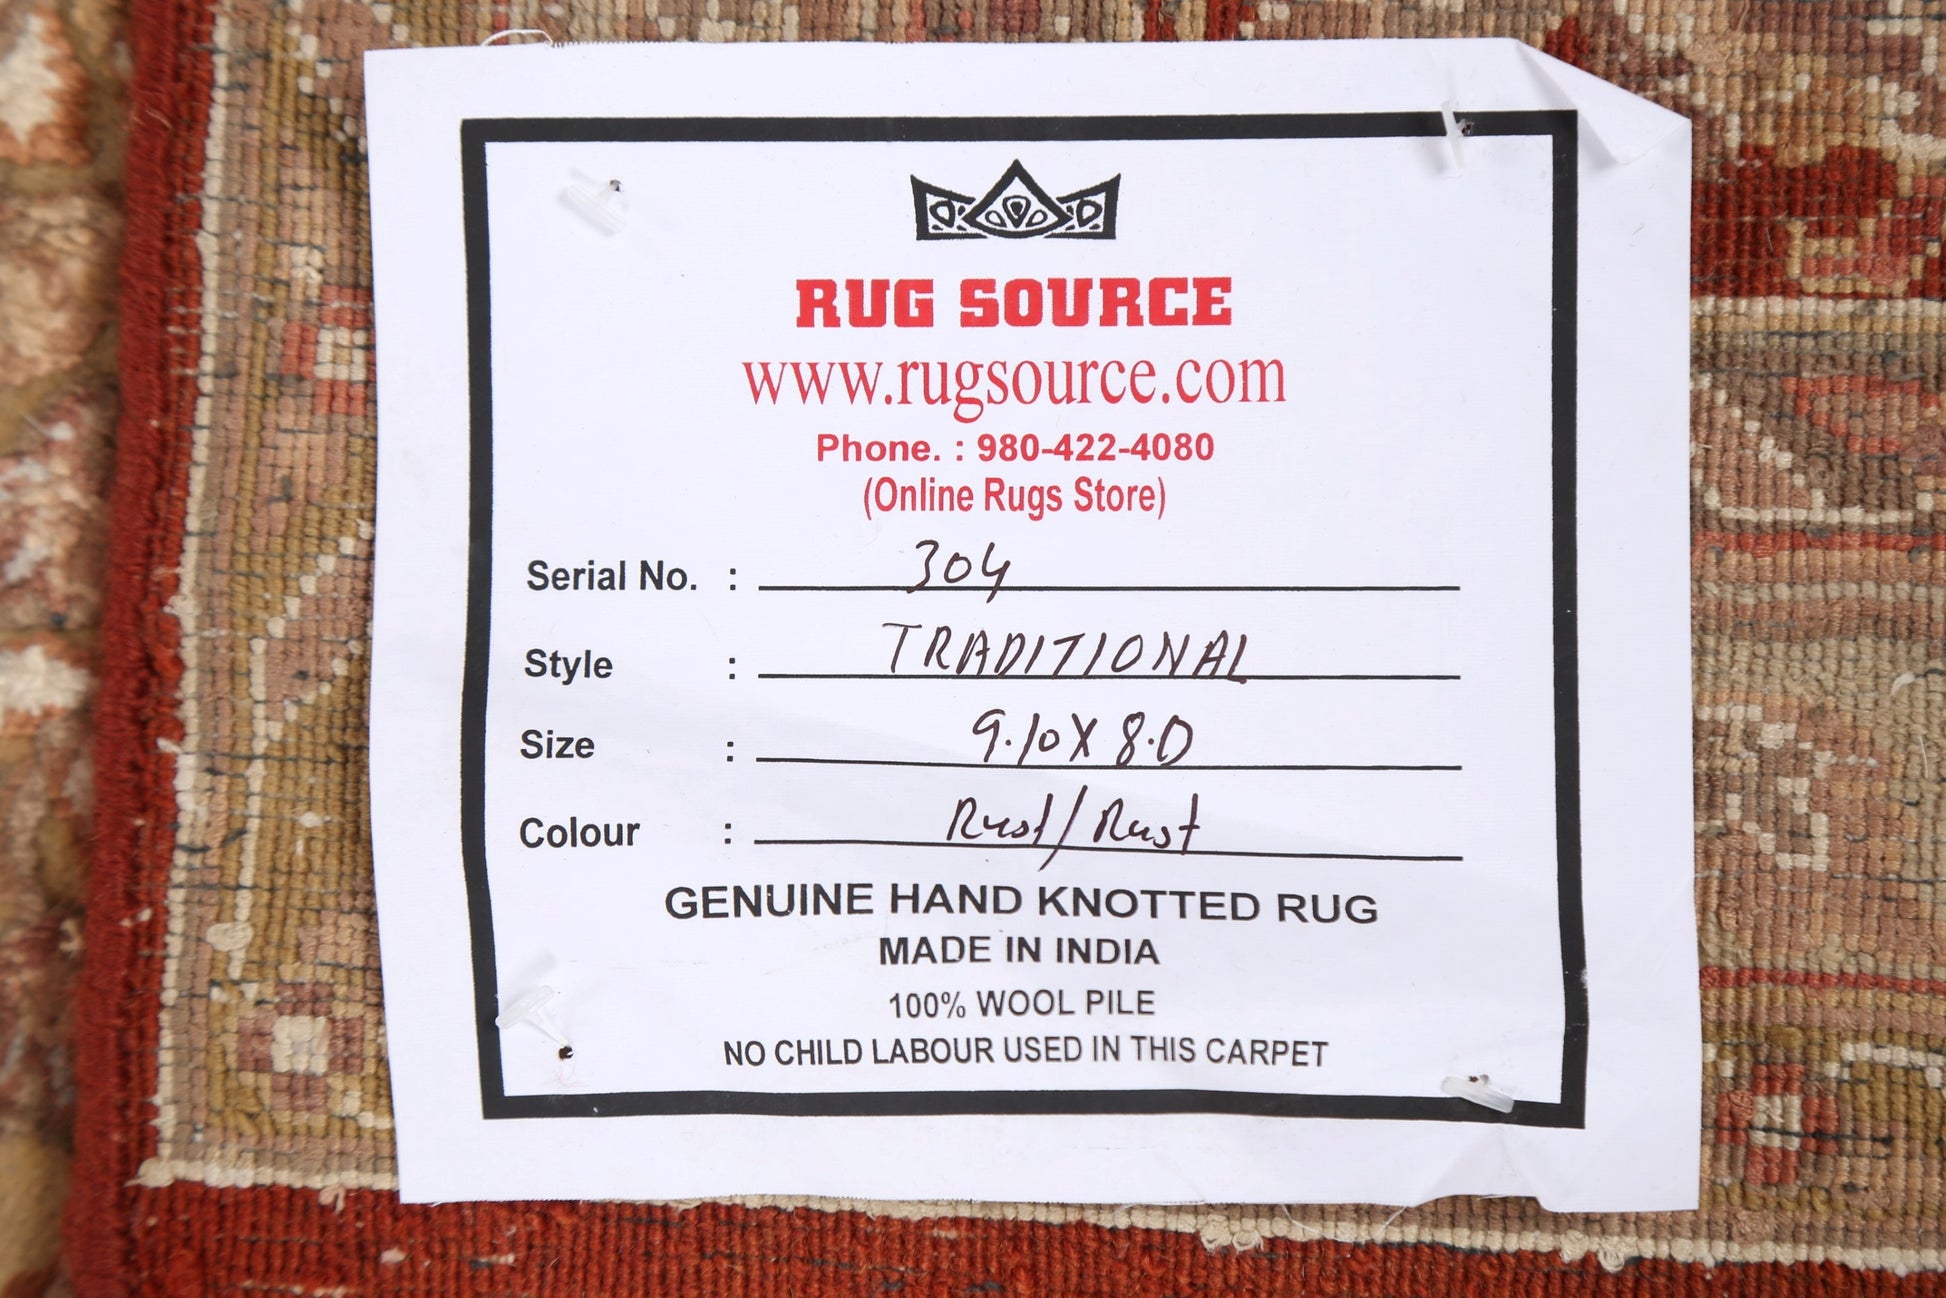 RUG SOURCE
www.rugsource.com
Phone. : 980-422-4080
(Online Rugs Store)
Serial No. : 304
Style : TRADITIONAL
Size : 9.10 X 8.0
Colour : Rust/Rust
GENUINE HAND KNOTTED RUG
MADE IN INDIA
100% WOOL PILE
NO CHILD LABOUR USED IN THIS CARPET